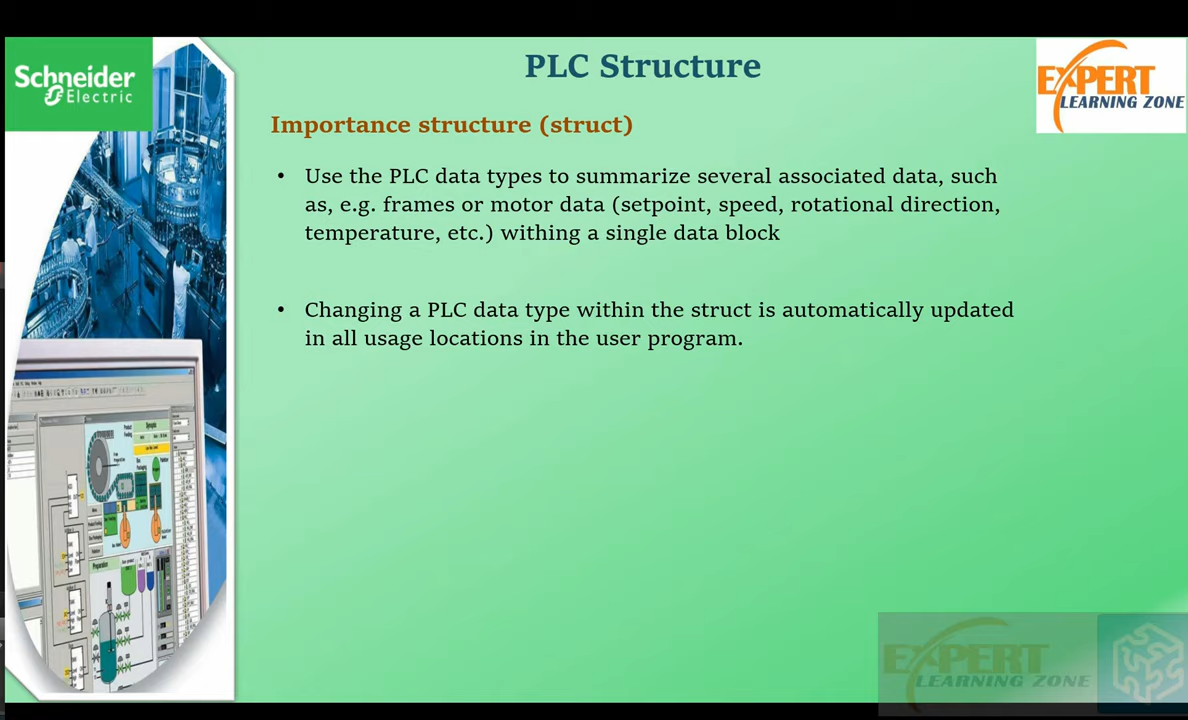 PLC Structure
Schneider
Electric
EXPERT
LEARNING ZONE
Importance structure (struct)
• Use the PLC data types to summarize several associated data, such
as, e.g. frames or motor data (setpoint, speed, rotational direction,
temperature, etc.) withing a single data block
• Changing a PLC data type within the struct is automatically updated
in all usage locations in the user program.
Preparation
EXPERT
LEARNING ZONE